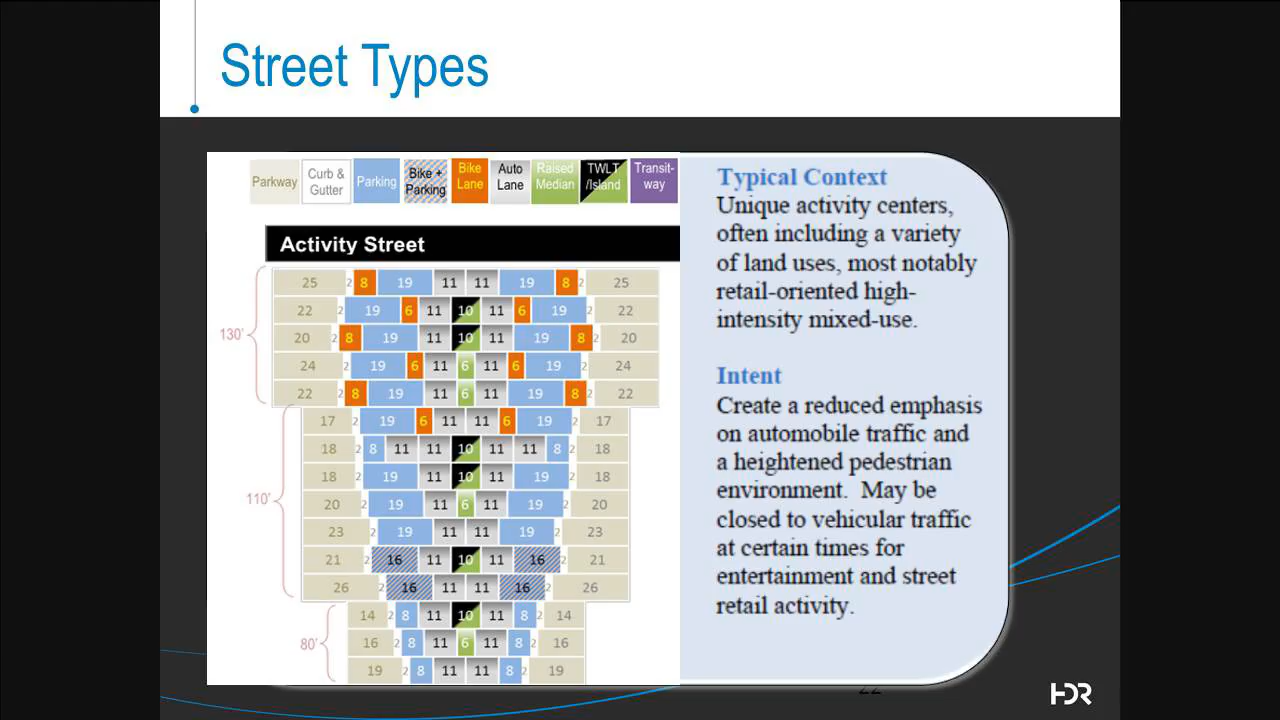 Street Types
Parkway
Curb &
Gutter
Parking
Bike +
Parking
Bike
Lane
Auto
Lane
Raised
Median
TWLT
/Island
Transit-
way
Activity Street
130'
25 2 8 19 11 11 19 8 2 25
22 2 19 6 11 10 11 6 19 2 22
20 2 8 19 11 10 11 19 8 2 20
24 2 19 6 11 6 11 6 19 2 24
22 2 8 19 11 6 11 19 8 2 22
110'
17 2 19 6 11 11 6 19 2 17
18 2 8 11 11 10 11 11 8 2 18
18 2 19 11 10 11 19 2 18
20 2 19 11 6 11 19 2 20
23 2 19 11 11 19 2 23
21 2 16 11 10 11 16 2 21
26 2 16 11 11 16 2 26
80'
14 2 8 11 10 11 8 2 14
16 2 8 11 6 11 8 2 16
19 2 8 11 11 8 2 19
Typical Context
Unique activity centers,
often including a variety
of land uses, most notably
retail-oriented high-
intensity mixed-use.
Intent
Create a reduced emphasis
on automobile traffic and
a heightened pedestrian
environment. May be
closed to vehicular traffic
at certain times for
entertainment and street
retail activity.
22
HDR